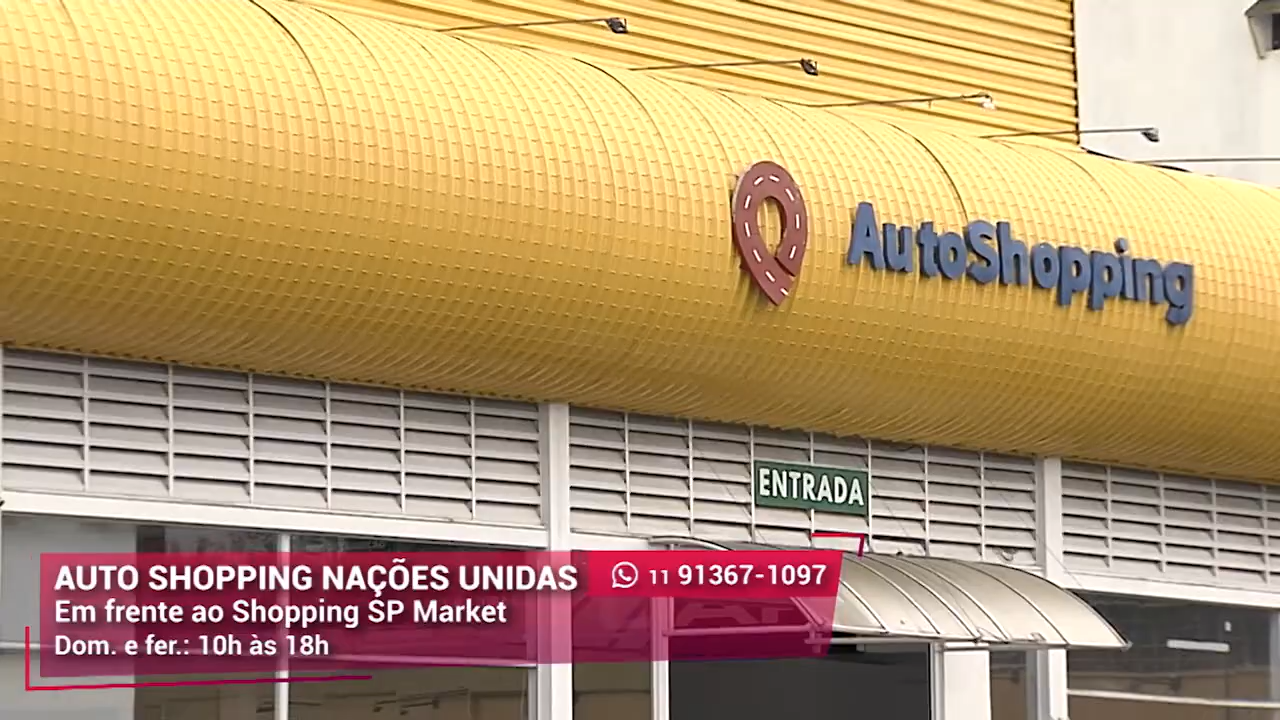 AutoShopping
ENTRADA
AUTO SHOPPING NAÇÕES UNIDAS
11 91367-1097
Em frente ao Shopping SP Market
Dom. e fer.: 10h às 18h